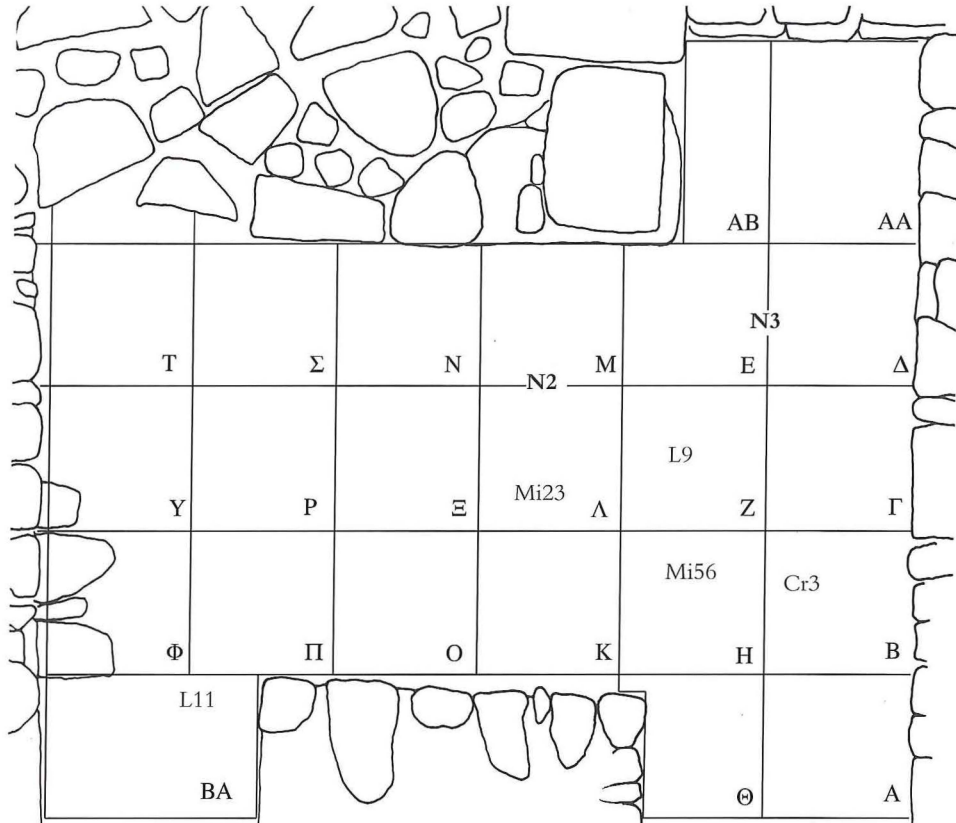 AB AA
N3
T Σ N M E Δ
N2
L9
Mi23
Υ Ρ Ξ Λ Ζ Γ
Mi56 Cr3
Φ Π Ο Κ Η Β
L11
BA Θ Α